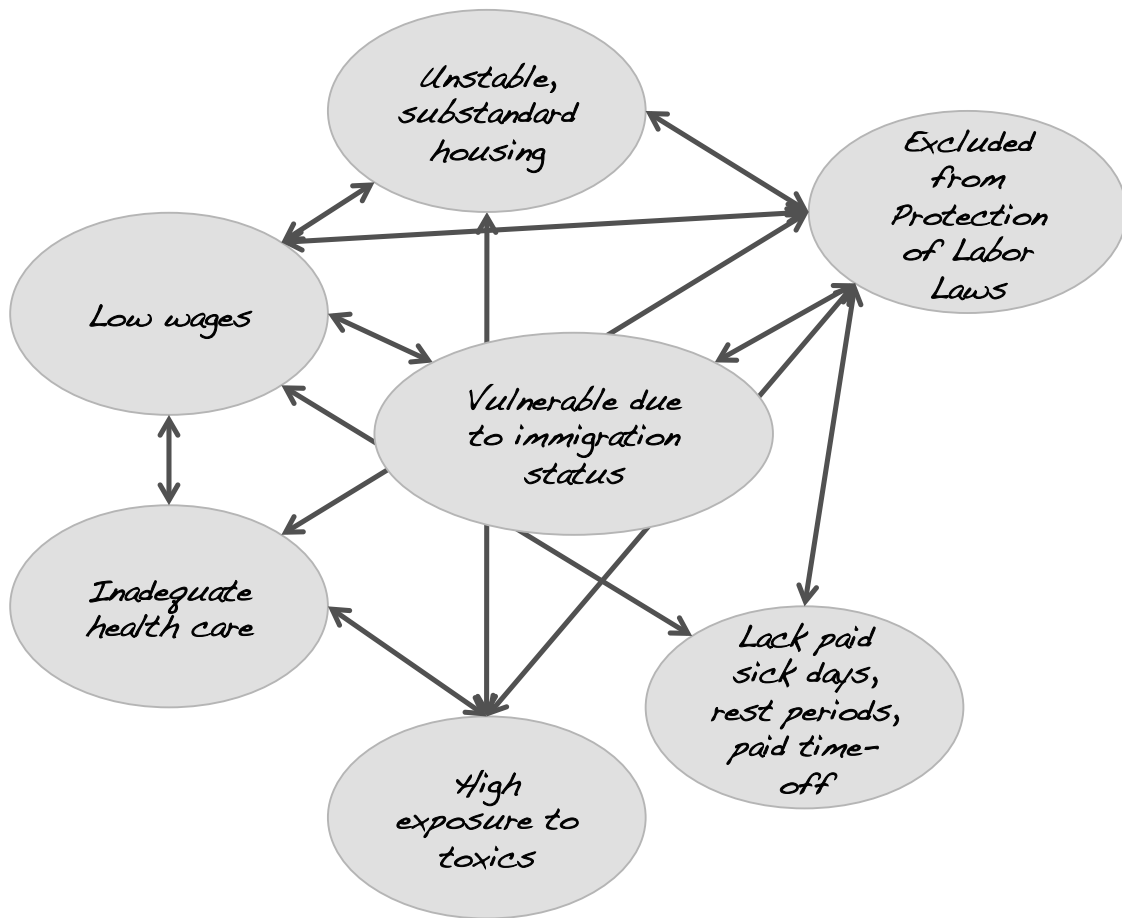 Unstable,
substandard
housing
Excluded
from
Protection
of Labor
Laws
Low wages
Vulnerable due
to immigration
status
Inadequate
health care
Lack paid
sick days,
rest periods,
paid time-
off
High
exposure to
toxics